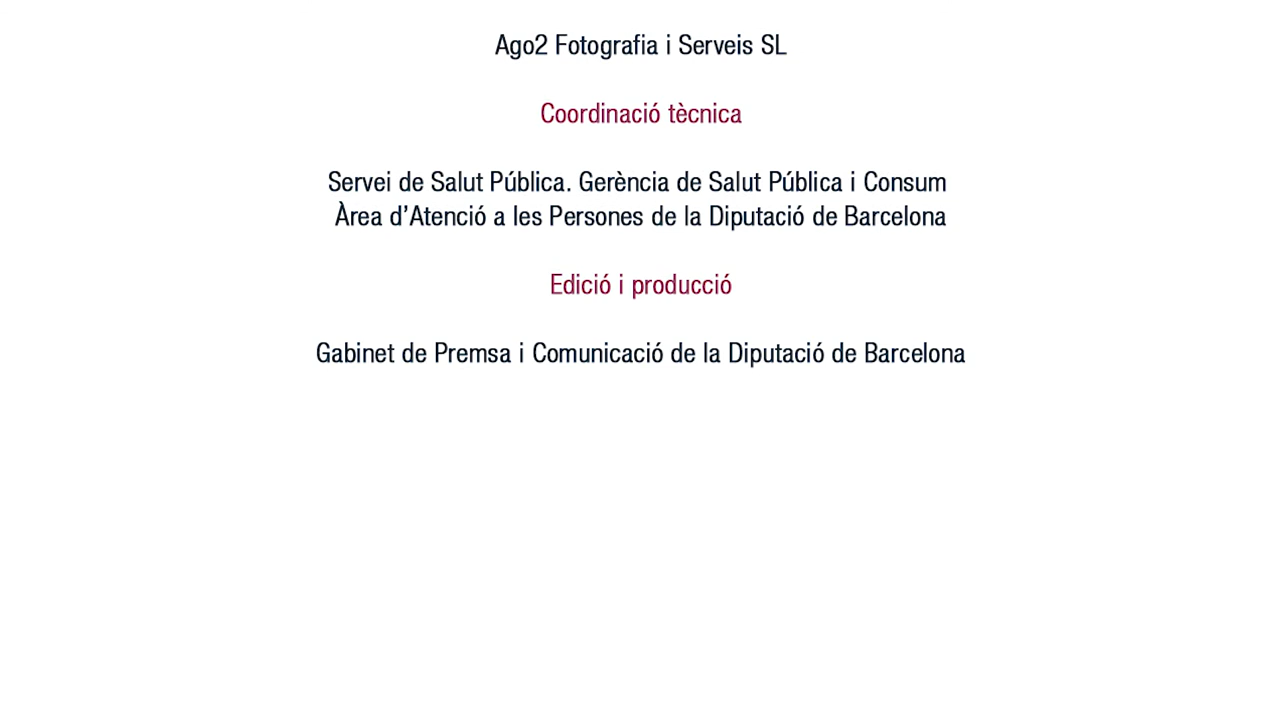 Ago2 Fotografia i Serveis SL
Coordinació tècnica
Servei de Salut Pública. Gerència de Salut Pública i Consum
Àrea d’Atenció a les Persones de la Diputació de Barcelona
Edició i producció
Gabinet de Premsa i Comunicació de la Diputació de Barcelona